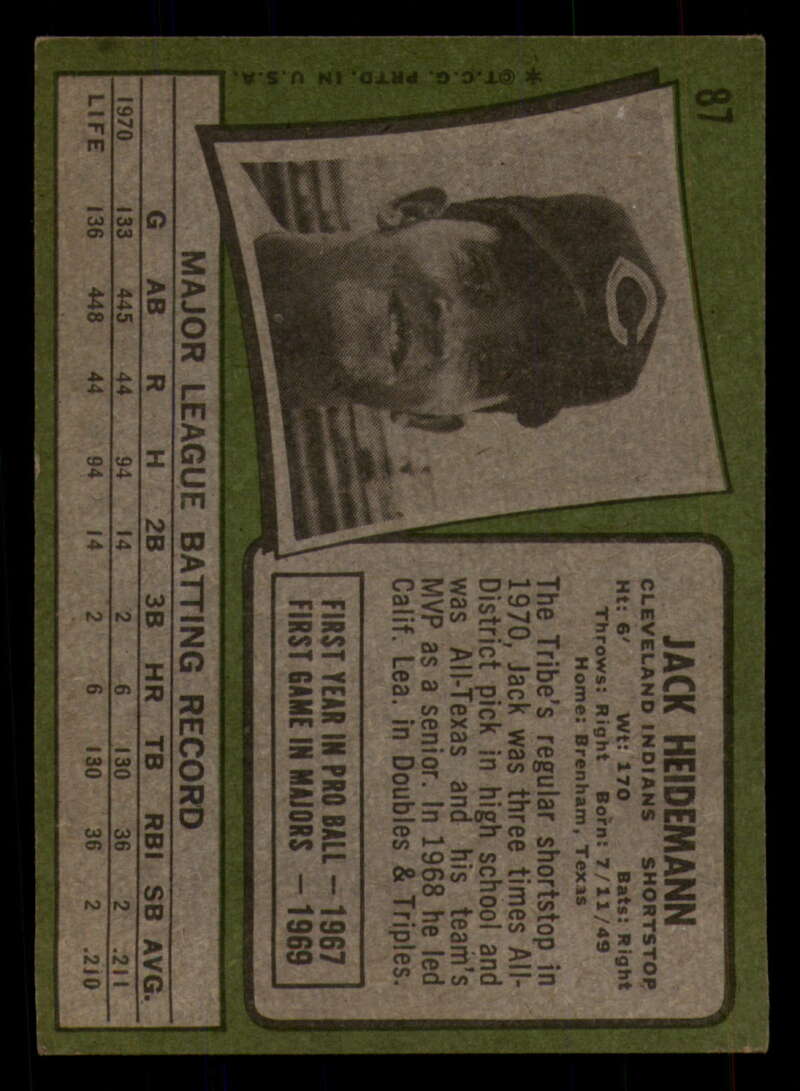 87
JACK HEIDEMANN
CLEVELAND INDIANS SHORTSTOP
Ht: 6' Wt: 170 Bats: Right
Throws: Right Born: 7/11/49
Home: Brenham, Texas
The Tribe's regular shortstop in
1970, Jack was three times All-
District pick in high school and
was All-Texas and his team's
MVP as a senior. In 1968 he led
Calif. Lea. in Doubles & Triples.
FIRST YEAR IN PRO BALL — 1967
FIRST GAME IN MAJORS — 1969
C
*©T.C.G. PRTD. IN U.S.A.
MAJOR LEAGUE BATTING RECORD
G AB R H 2B 3B HR TB RBI SB AVG.
1970 133 445 44 94 14 2 6 130 36 2 .211
LIFE 136 448 44 94 14 2 6 130 36 2 .210